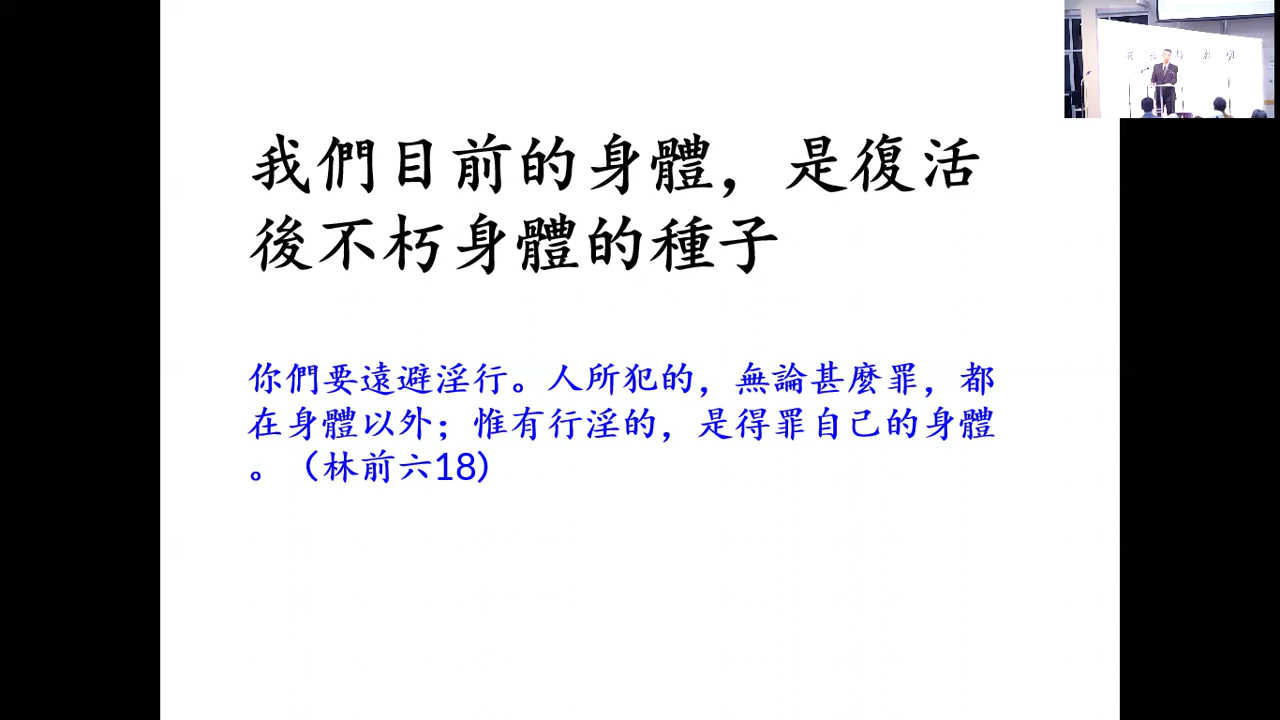 我們目前的身體，是復活
後不朽身體的種子
你們要遠避淫行。人所犯的，無論甚麼罪，都
在身體以外；惟有行淫的，是得罪自己的身體
。（林前六18）